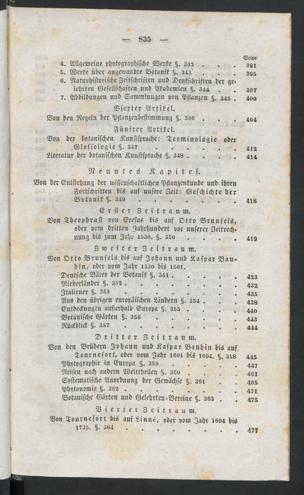 — 835 —
Seite
4. Allgemeine phytographische Werke §. 342 . . . 391
5. Werke über angewandte Botanik §. 343 . . . . 395
6. Naturhistorische Zeitschriften und Denkschriften der ge-
lehrten Gesellschaften und Akademien §. 344 . . . 397
7. Abbildungen und Sammlungen von Pflanzen §. 345 . . 400
Vierter Artikel.
Von den Regeln der Pflanzenbestimmung §. 346 . . . . 404
Fünfter Artikel.
Von der botanischen Kunstsprache: Terminologie oder
Glossologie §. 347 . . . . . . . 412
Literatur der botanischen Kunstsprache §. 348 . . . . . 414
Neuntes Kapitel.
Von der Entstehung der wissenschaftlichen Pflanzenkunde und ihren
Fortschritten bis auf unsere Zeit: Geschichte der
Botanik §. 349 . . . . . . . 418
Erster Zeitraum.
Von Theophrast von Eresus bis auf Otto Brunfels,
oder vom dritten Jahrhundert vor unserer Zeitrech-
nung bis zum Jahr 1530. §. 350 . . . . . 419
Zweiter Zeitraum.
Von Otto Brunfels bis auf Johann und Kaspar Bau-
hin, oder vom Jahr 1530 bis 1601.
Deutsche Väter der Botanik §. 351 . . . . . 423
Niederländer §. 352 . . . . . . . 432
Italiener §. 353 . . . . . . . 435
Aus den übrigen europäischen Ländern §. 354 . . . . 438
Entdeckungen außerhalb Europa §. 355 . . . . . 440
Botanische Gärten §. 356 . . . . . . 443
Rückblick §. 357 . . . . . . . 444
Dritter Zeitraum.
Von den Brüdern Johann und Kaspar Bauhin bis auf
Tournefort, oder vom Jahr 1601 bis 1694. §. 358 445
Phytographie in Europa §. 359 . . . . . . 447
Reisen nach andern Welttheilen §. 360 . . . . . 461
Systematische Anordnung der Gewächse §. 361 . . . 465
Phytonomie §. 362 . . . . . . . 471
Botanische Gärten und Gelehrten-Vereine §. 363 . . . 475
Vierter Zeitraum.
Von Tournefort bis auf Linné, oder vom Jahr 1694 bis
1735. §. 364 . . . . . . . 477